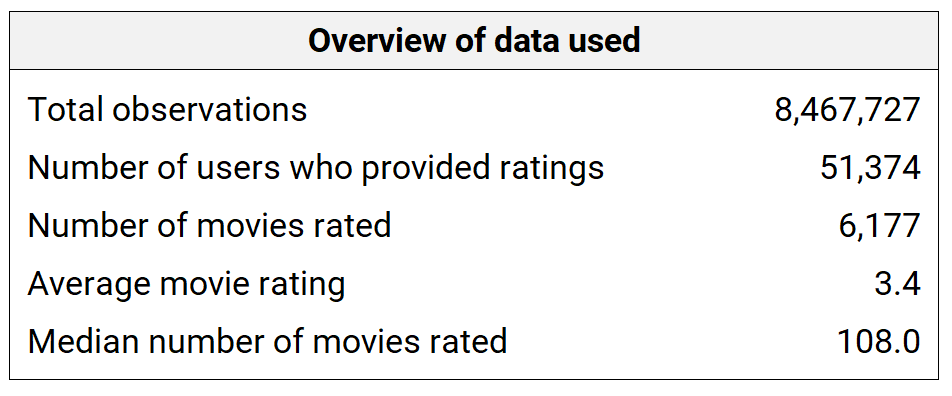 Overview of data used
Total observations 8,467,727
Number of users who provided ratings 51,374
Number of movies rated 6,177
Average movie rating 3.4
Median number of movies rated 108.0